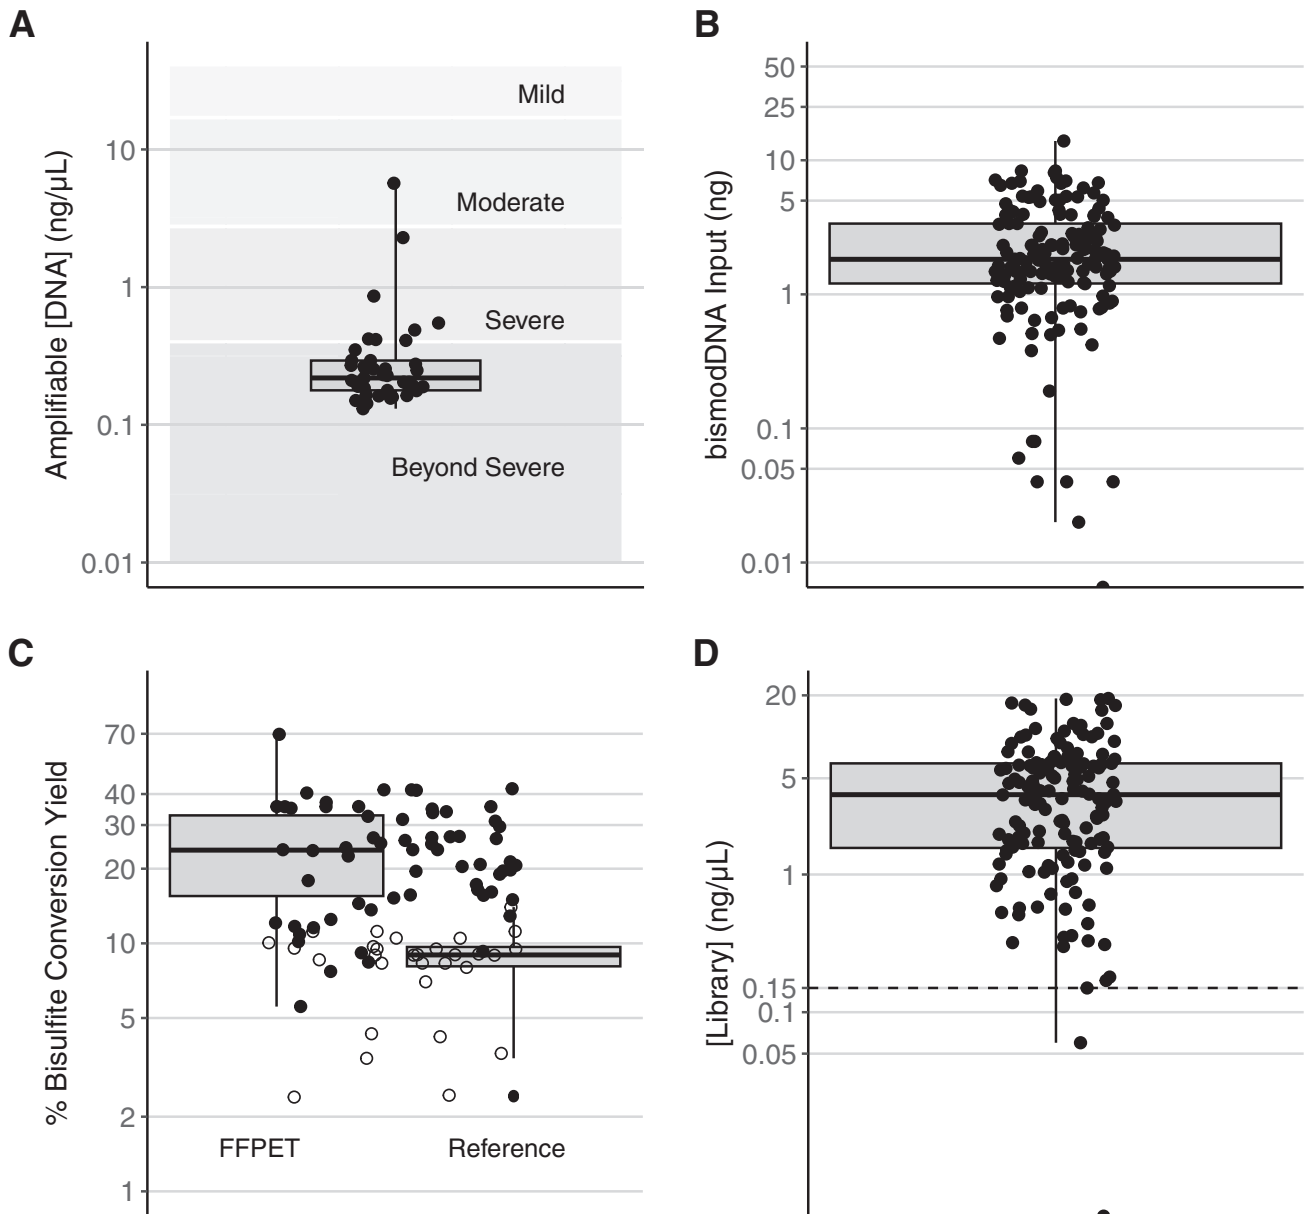 A
Amplifiable [DNA] (ng/µL)
10
1
0.1
0.01
Mild
Moderate
Severe
Beyond Severe
B
bismodDNA Input (ng)
50
25
10
5
1
0.1
0.05
0.01
C
% Bisulfite Conversion Yield
70
40
30
20
10
5
2
1
FFPET
Reference
D
[Library] (ng/µL)
20
5
1
0.15
0.1
0.05